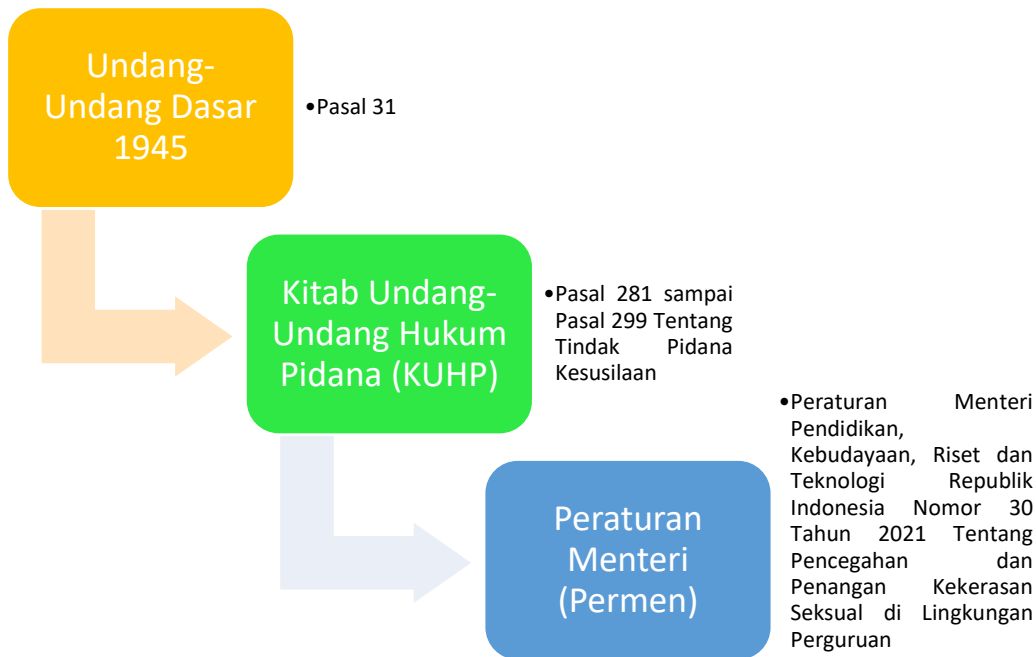 Undang-
Undang Dasar
1945
•Pasal 31
Kitab Undang-
Undang Hukum
Pidana (KUHP)
•Pasal 281 sampai
Pasal 299 Tentang
Tindak Pidana
Kesusilaan
Peraturan
Menteri
(Permen)
•Peraturan Menteri
Pendidikan,
Kebudayaan, Riset dan
Teknologi Republik
Indonesia Nomor 30
Tahun 2021 Tentang
Pencegahan dan
Penangan Kekerasan
Seksual di Lingkungan
Perguruan